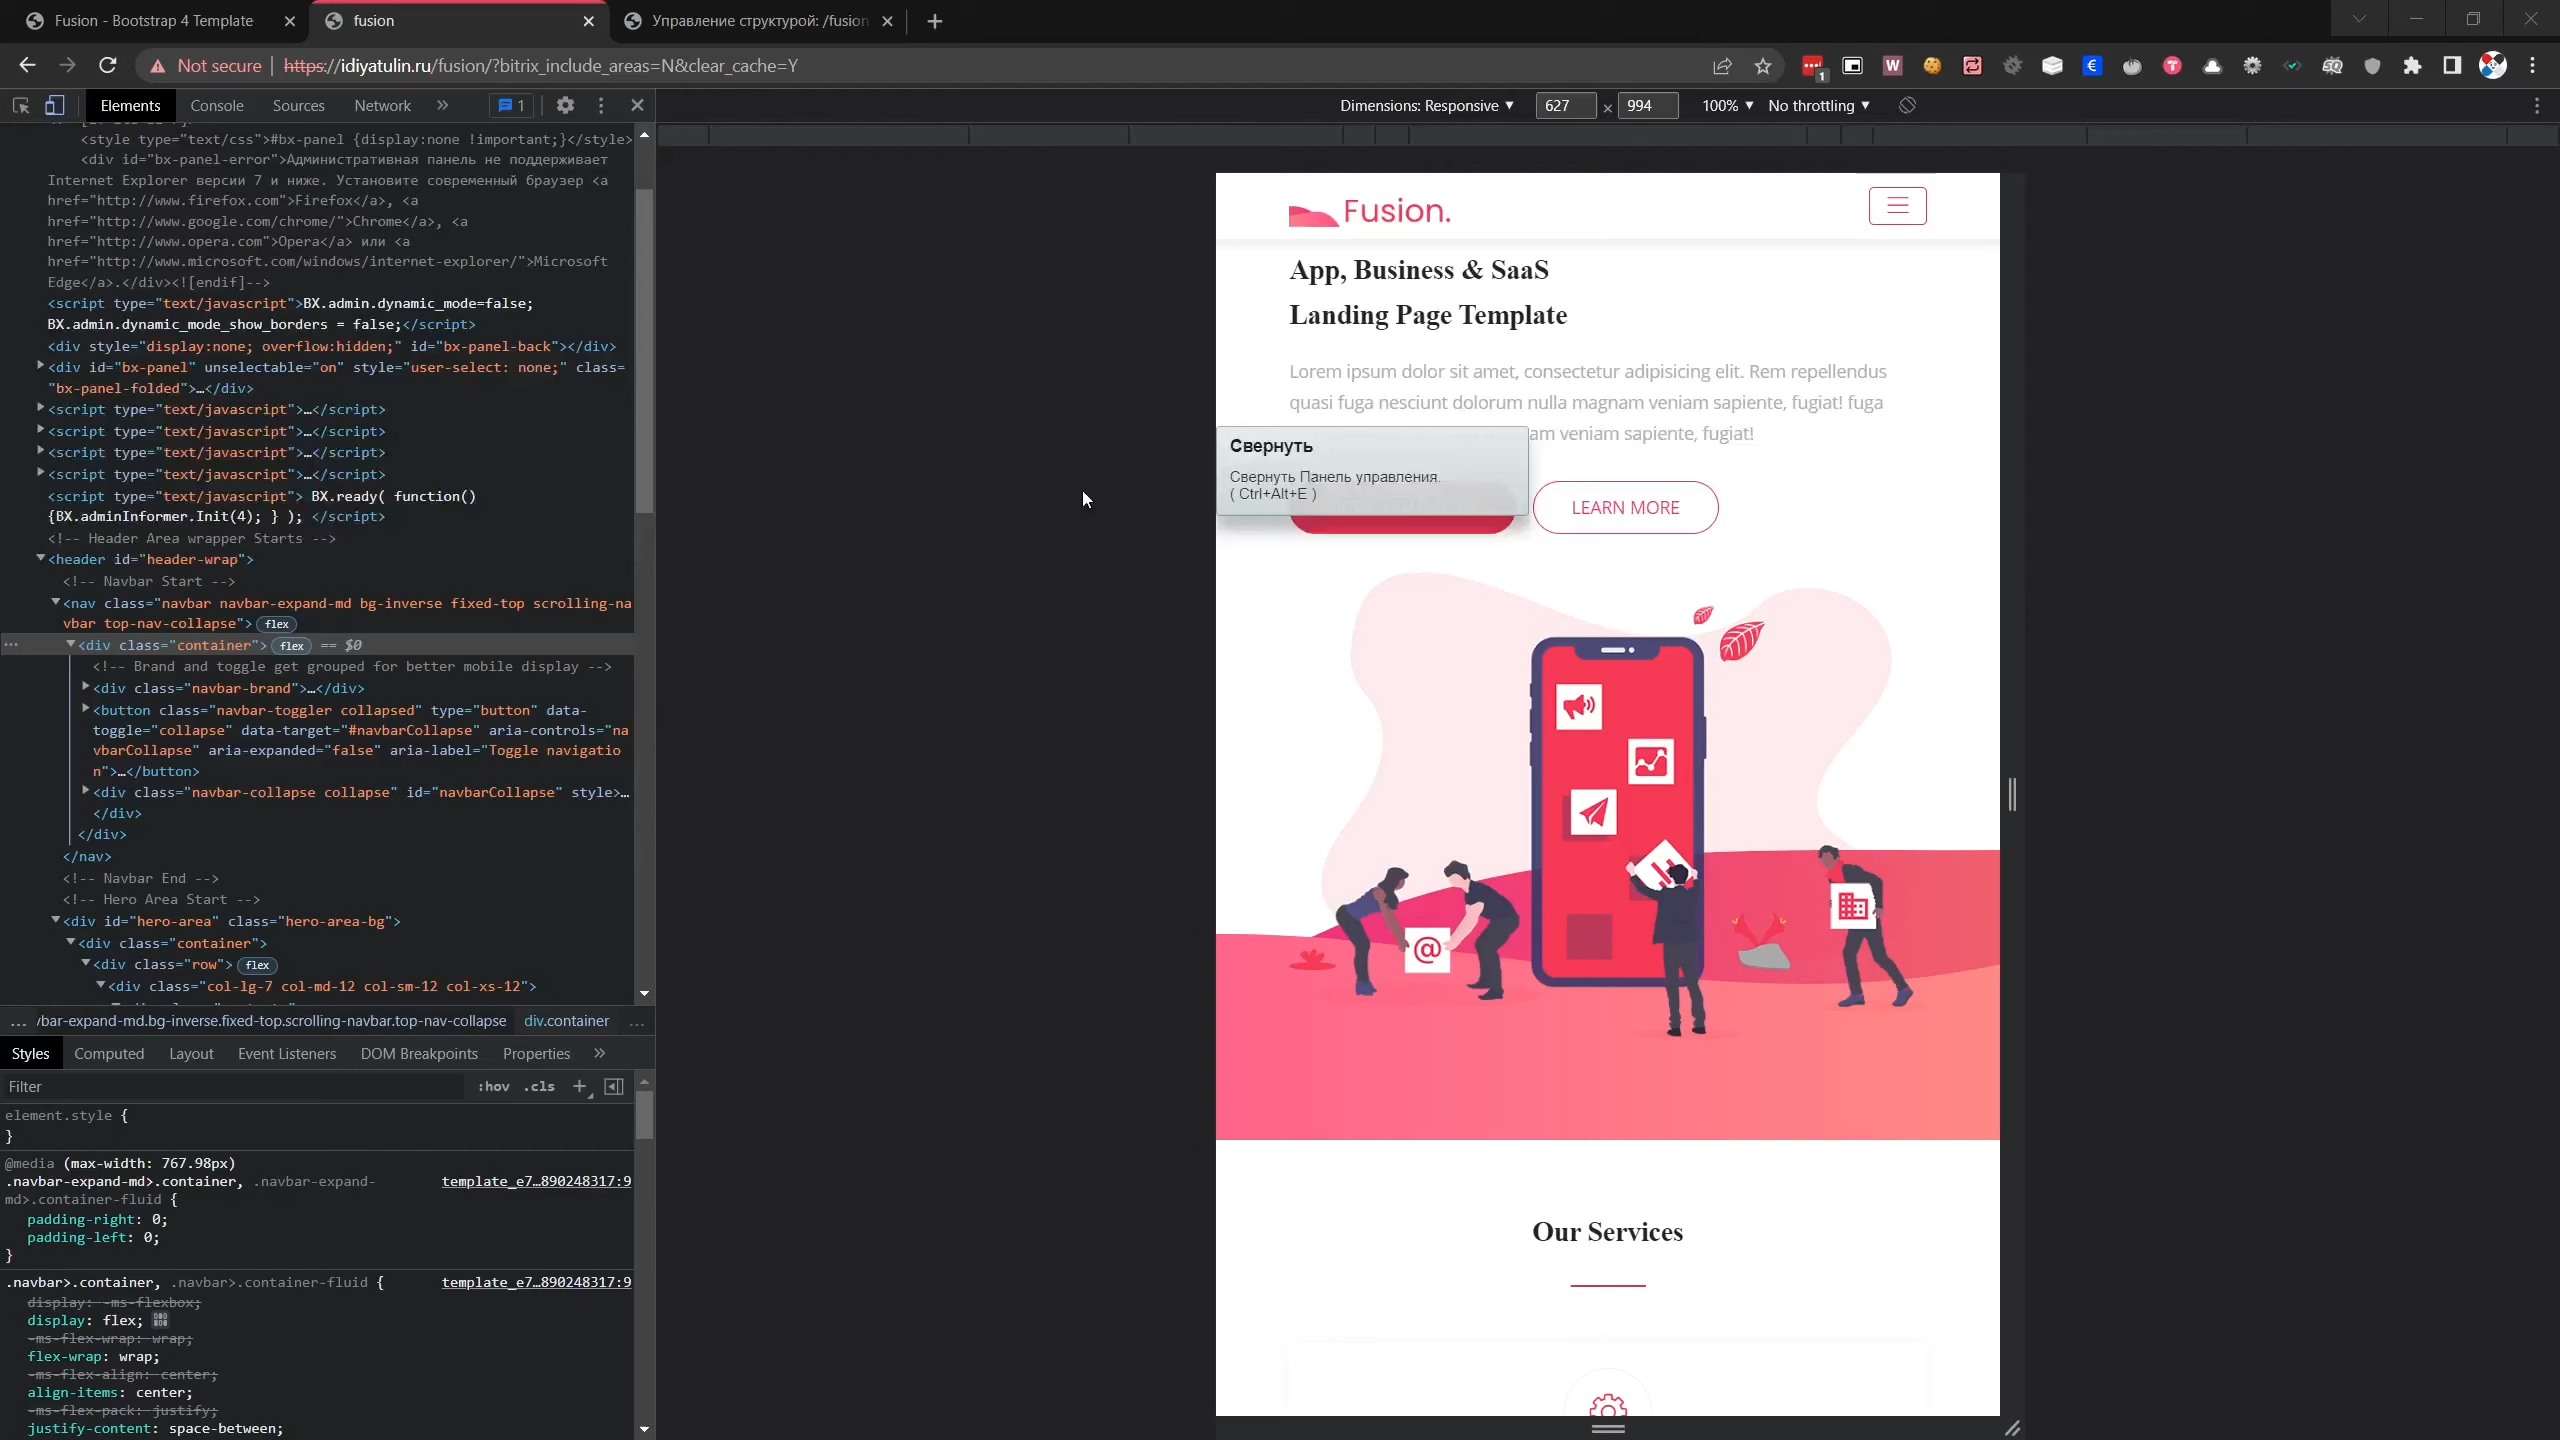 Fusion - Bootstrap 4 Template
fusion
Управление структурой: /fusion
Not secure
https://idiyatulin.ru/fusion/?bitrix_include_areas=N&clear_cache=Y
1
Elements
Console
Sources
Network
1
Dimensions: Responsive
627
×
994
100%
No throttling
<style type="text/css">#bx-panel {display:none !important;}</style>
<div id="bx-panel-error">Административная панель не поддерживает
Internet Explorer версии 7 и ниже. Установите современный браузер <a
href="http://www.firefox.com">Firefox</a>, <a
href="http://www.google.com/chrome/">Chrome</a>, <a
href="http://www.opera.com">Opera</a> или <a
href="http://www.microsoft.com/windows/internet-explorer/">Microsoft
Edge</a>.</div><![endif]-->
<script type="text/javascript">BX.admin.dynamic_mode=false;
BX.admin.dynamic_mode_show_borders = false;</script>
<div style="display:none; overflow:hidden;" id="bx-panel-back"></div>
<div id="bx-panel" unselectable="on" style="user-select: none;" class=
"bx-panel-folded">…</div>
<script type="text/javascript">…</script>
<script type="text/javascript">…</script>
<script type="text/javascript">…</script>
<script type="text/javascript">…</script>
<script type="text/javascript"> BX.ready( function()
{BX.adminInformer.Init(4); } ); </script>
<!-- Header Area wrapper Starts -->
<header id="header-wrap">
<!-- Navbar Start -->
<nav class="navbar navbar-expand-md bg-inverse fixed-top scrolling-na
vbar top-nav-collapse"> flex
<div class="container"> flex == $0
<!-- Brand and toggle get grouped for better mobile display -->
<div class="navbar-brand">…</div>
<button class="navbar-toggler collapsed" type="button" data-
toggle="collapse" data-target="#navbarCollapse" aria-controls="na
vbarCollapse" aria-expanded="false" aria-label="Toggle navigatio
n">…</button>
<div class="navbar-collapse collapse" id="navbarCollapse" style>…
</div>
</div>
</nav>
<!-- Navbar End -->
<!-- Hero Area Start -->
<div id="hero-area" class="hero-area-bg">
<div class="container">
<div class="row"> flex
<div class="col-lg-7 col-md-12 col-sm-12 col-xs-12">
… vbar-expand-md.bg-inverse.fixed-top.scrolling-navbar.top-nav-collapse div.container …
Styles
Computed
Layout
Event Listeners
DOM Breakpoints
Properties
Filter
:hov .cls +
element.style {
}
@media (max-width: 767.98px)
.navbar-expand-md>.container, .navbar-expand- template_e7…890248317:9
md>.container-fluid {
padding-right: 0;
padding-left: 0;
}
.navbar>.container, .navbar>.container-fluid { template_e7…890248317:9
display: -ms-flexbox;
display: flex;
-ms-flex-wrap: wrap;
flex-wrap: wrap;
-ms-flex-align: center;
align-items: center;
-ms-flex-pack: justify;
justify-content: space-between;
Fusion.
App, Business & SaaS
Landing Page Template
Lorem ipsum dolor sit amet, consectetur adipisicing elit. Rem repellendus
quasi fuga nesciunt dolorum nulla magnam veniam sapiente, fugiat! fuga
am veniam sapiente, fugiat!
Свернуть
Свернуть Панель управления.
( Ctrl+Alt+E )
LEARN MORE
@
Our Services